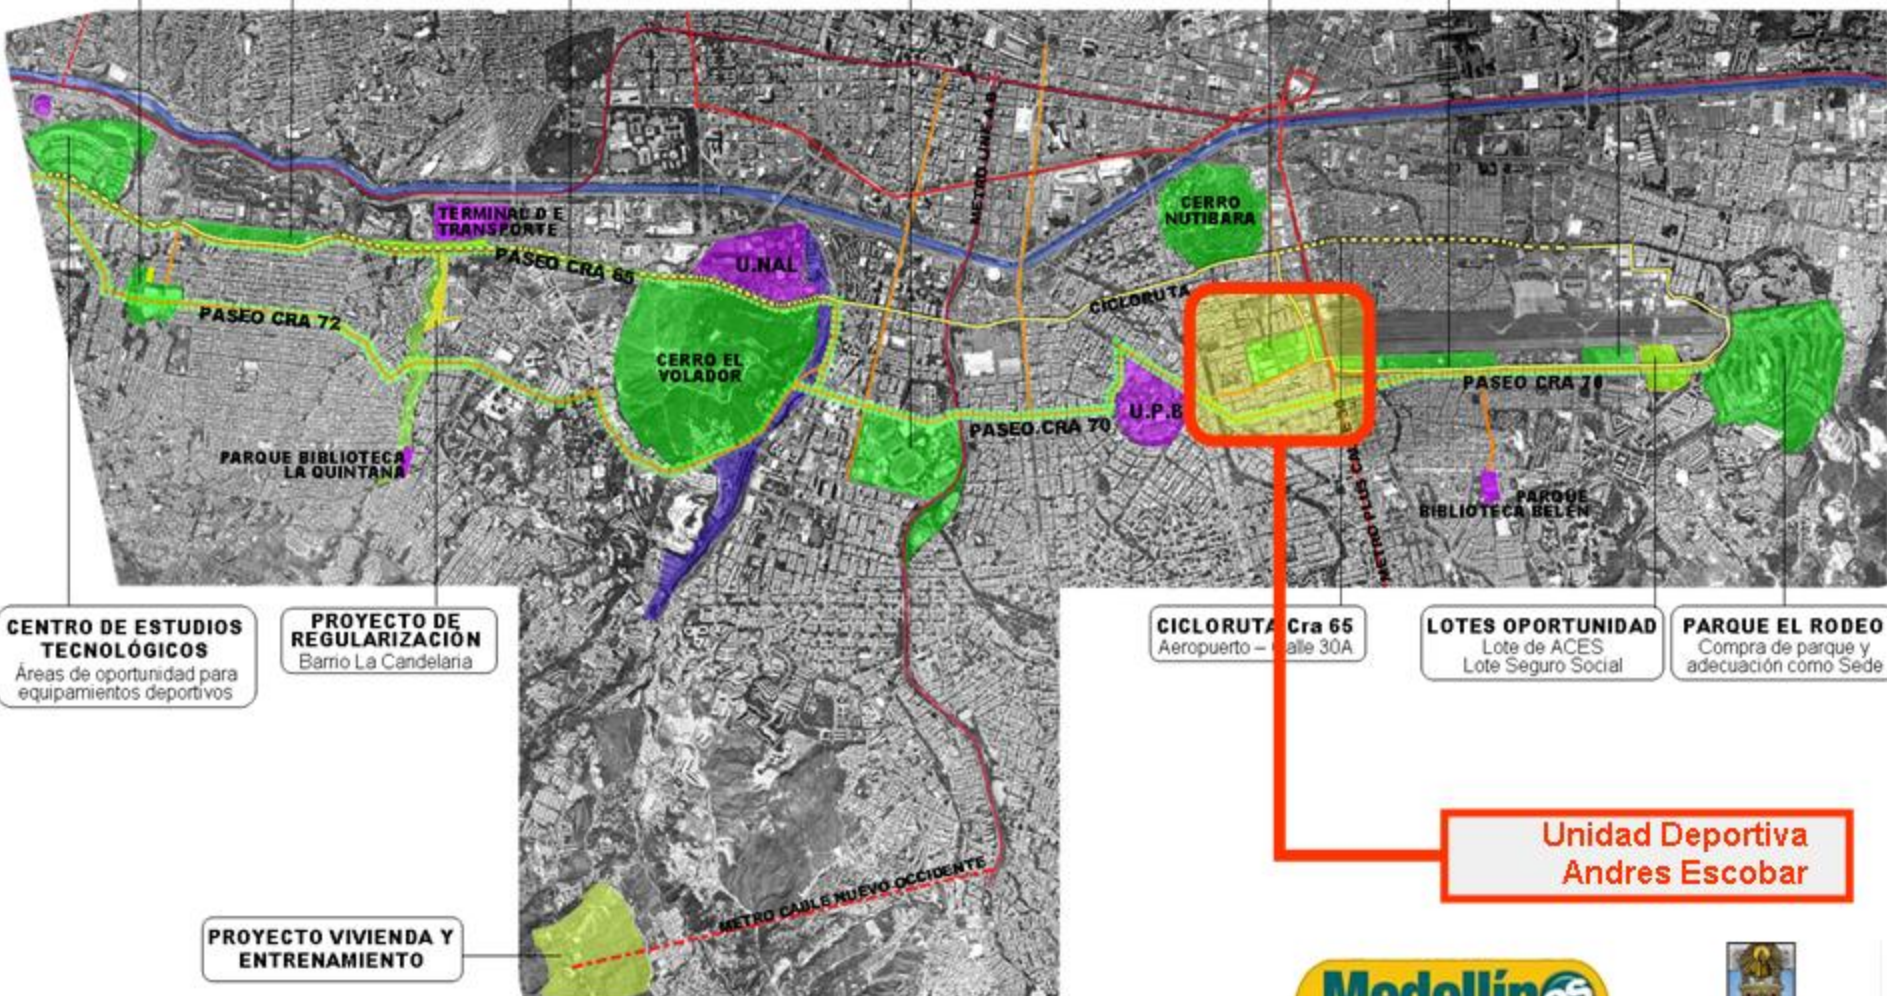 METRO LINEA B
CERRO
NUTIBARA
TERMINAL D E
TRANSPORTE
PASEO CRA 65
U.NAL
CICLORUTA
PASEO CRA 72
CERRO EL
VOLADOR
PASEO CRA 70
U.P.B
PASEO CRA 70
PARQUE BIBLIOTECA
LA QUINTANA
PARQUE
BIBLIOTECA BELÉN
METRO PLUS
CENTRO DE ESTUDIOS
TECNOLÓGICOS
Áreas de oportunidad para
equipamientos deportivos
PROYECTO DE
REGULARIZACIÓN
Barrio La Candelaria
CICLORUTA Cra 65
Aeropuerto – Calle 30A
LOTES OPORTUNIDAD
Lote de ACES
Lote Seguro Social
PARQUE EL RODEO
Compra de parque y
adecuación como Sede
Unidad Deportiva
Andres Escobar
METRO CABLE NUEVO OCCIDENTE
PROYECTO VIVIENDA Y
ENTRENAMIENTO
Medellín